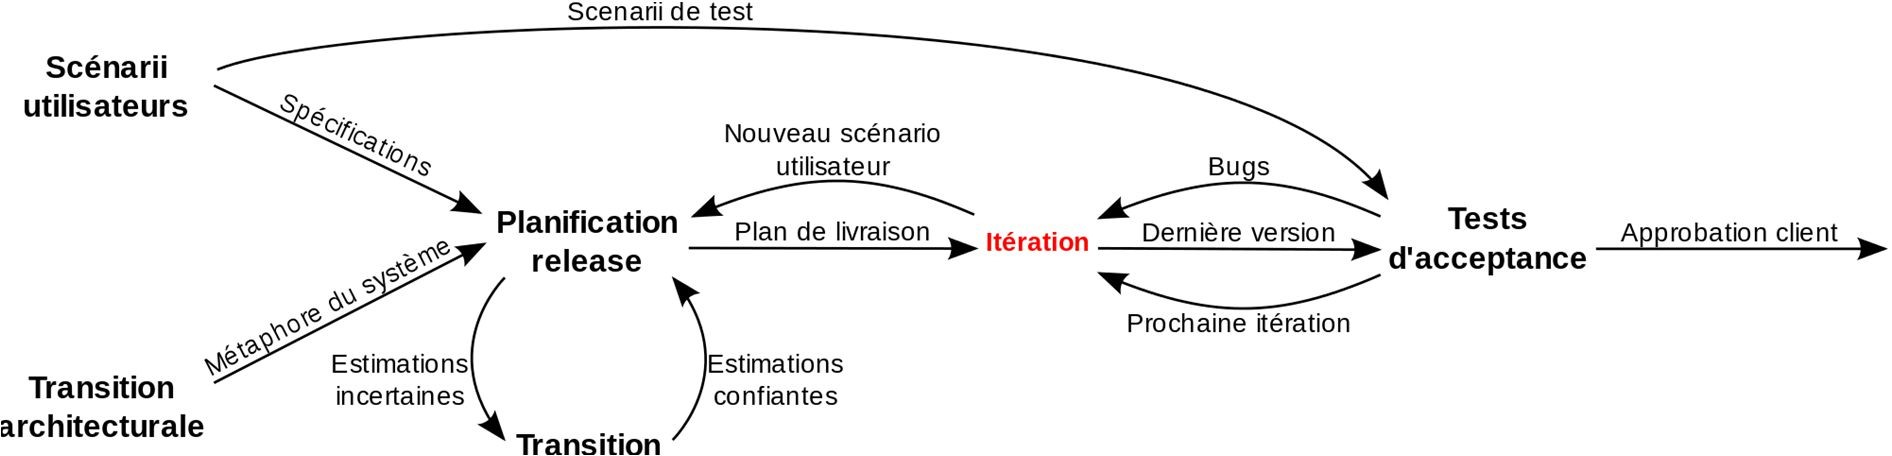 Scenarii de test
Scénarii
utilisateurs
Spécifications
Nouveau scénario
utilisateur
Bugs
Planification
release
Plan de livraison
Itération
Dernière version
Tests
d'acceptance
Approbation client
Métaphore du système
Prochaine itération
Estimations
incertaines
Estimations
confiantes
Transition
architecturale
Transition